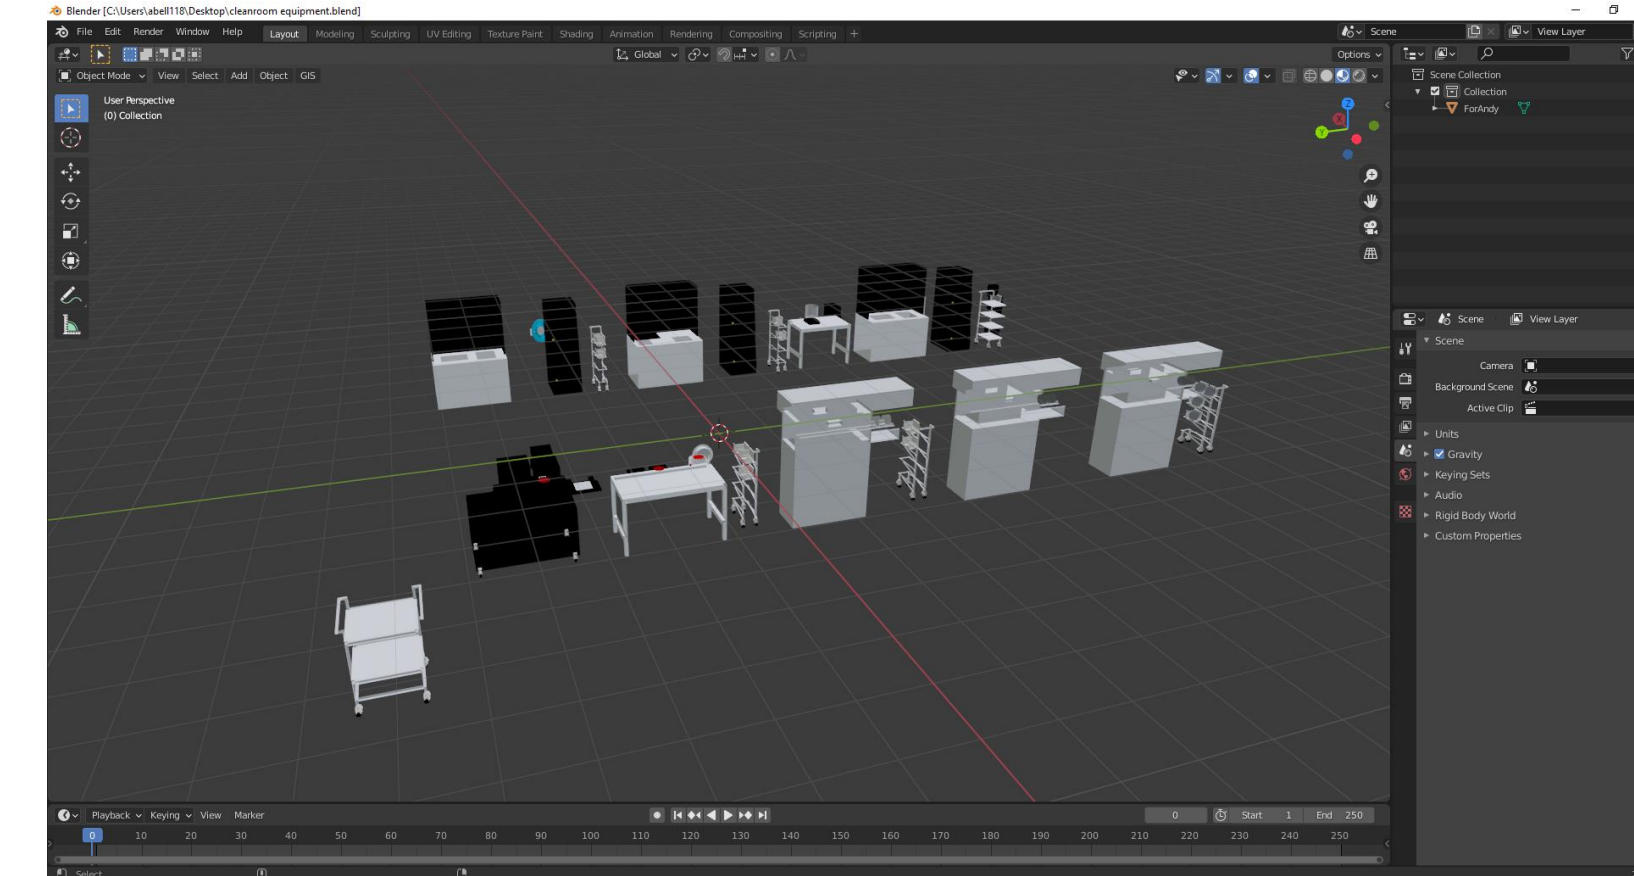 Blender [C:\Users\abell118\Desktop\cleanroom equipment.blend]
File Edit Render Window Help Layout Modeling Sculpting UV Editing Texture Paint Shading Animation Rendering Compositing Scripting + Scene View Layer
Global Options
Object Mode View Select Add Object GIS
User Perspective
(0) Collection
Z
X
Y
Scene Collection
Collection
ForAndy
Scene View Layer
Scene
Camera
Background Scene
Active Clip
Units
Gravity
Keying Sets
Audio
Rigid Body World
Custom Properties
Playback Keying View Marker 0 Start 1 End 250
0 10 20 30 40 50 60 70 80 90 100 110 120 130 140 150 160 170 180 190 200 210 220 230 240 250
Select